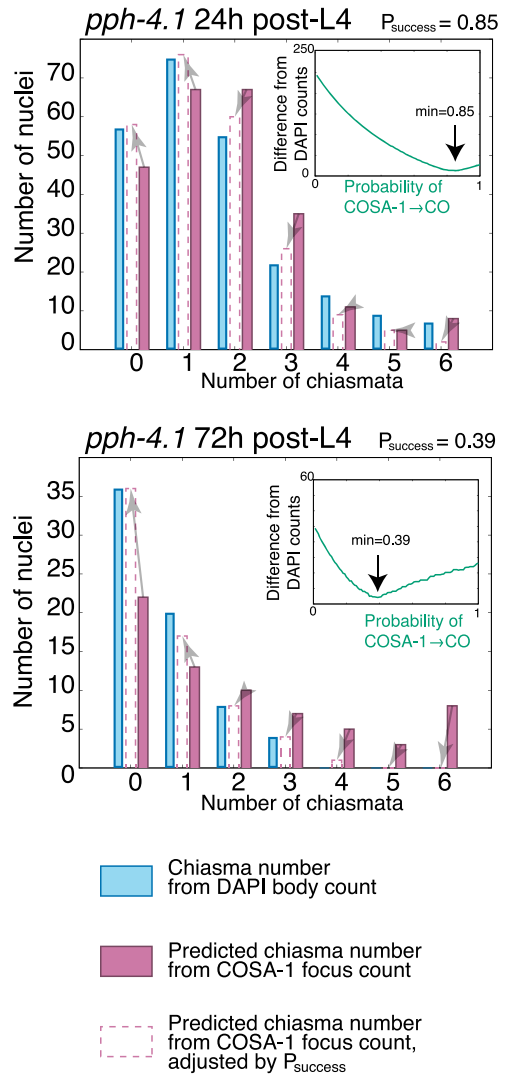 pph-4.1 24h post-L4
P_success = 0.85
Number of nuclei
70
60
50
40
30
20
10
0
250
Difference from
DAPI counts
min=0.85
0
0
1
Probability of
COSA-1→CO
0 1 2 3 4 5 6
Number of chiasmata
pph-4.1 72h post-L4
P_success = 0.39
Number of nuclei
35
30
25
20
15
10
5
0
60
Difference from
DAPI counts
min=0.39
0
0
1
Probability of
COSA-1→CO
0 1 2 3 4 5 6
Number of chiasmata
Chiasma number
from DAPI body count
Predicted chiasma number
from COSA-1 focus count
Predicted chiasma number
from COSA-1 focus count,
adjusted by P_success